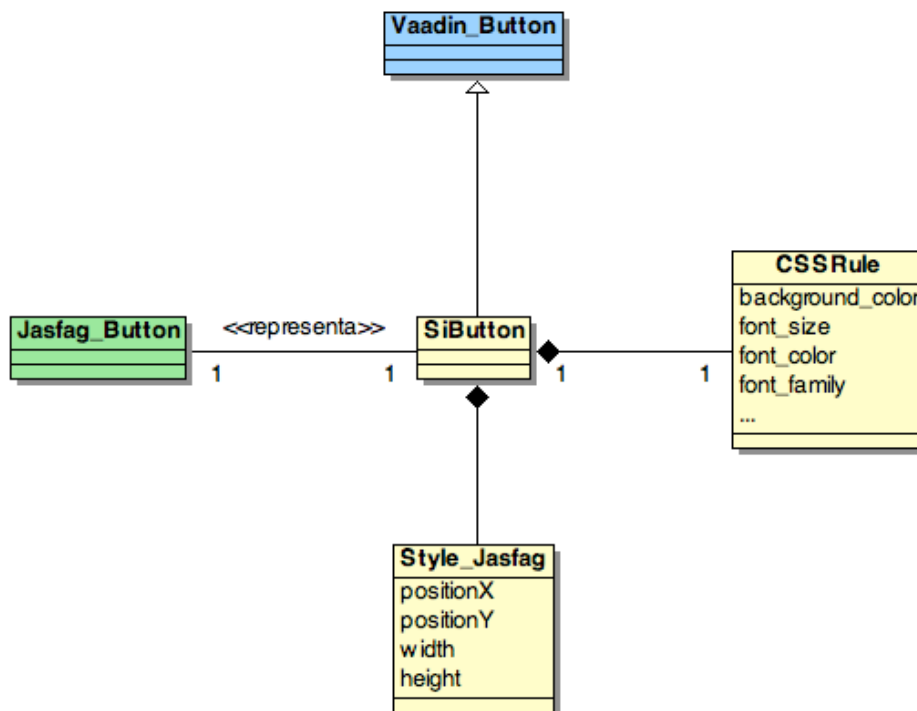 Vaadin_Button
CSSRule
background_color
font_size
font_color
font_family
...
Jasfag_Button
<<representa>>
SiButton
1
1
1
1
Style_Jasfag
positionX
positionY
width
height